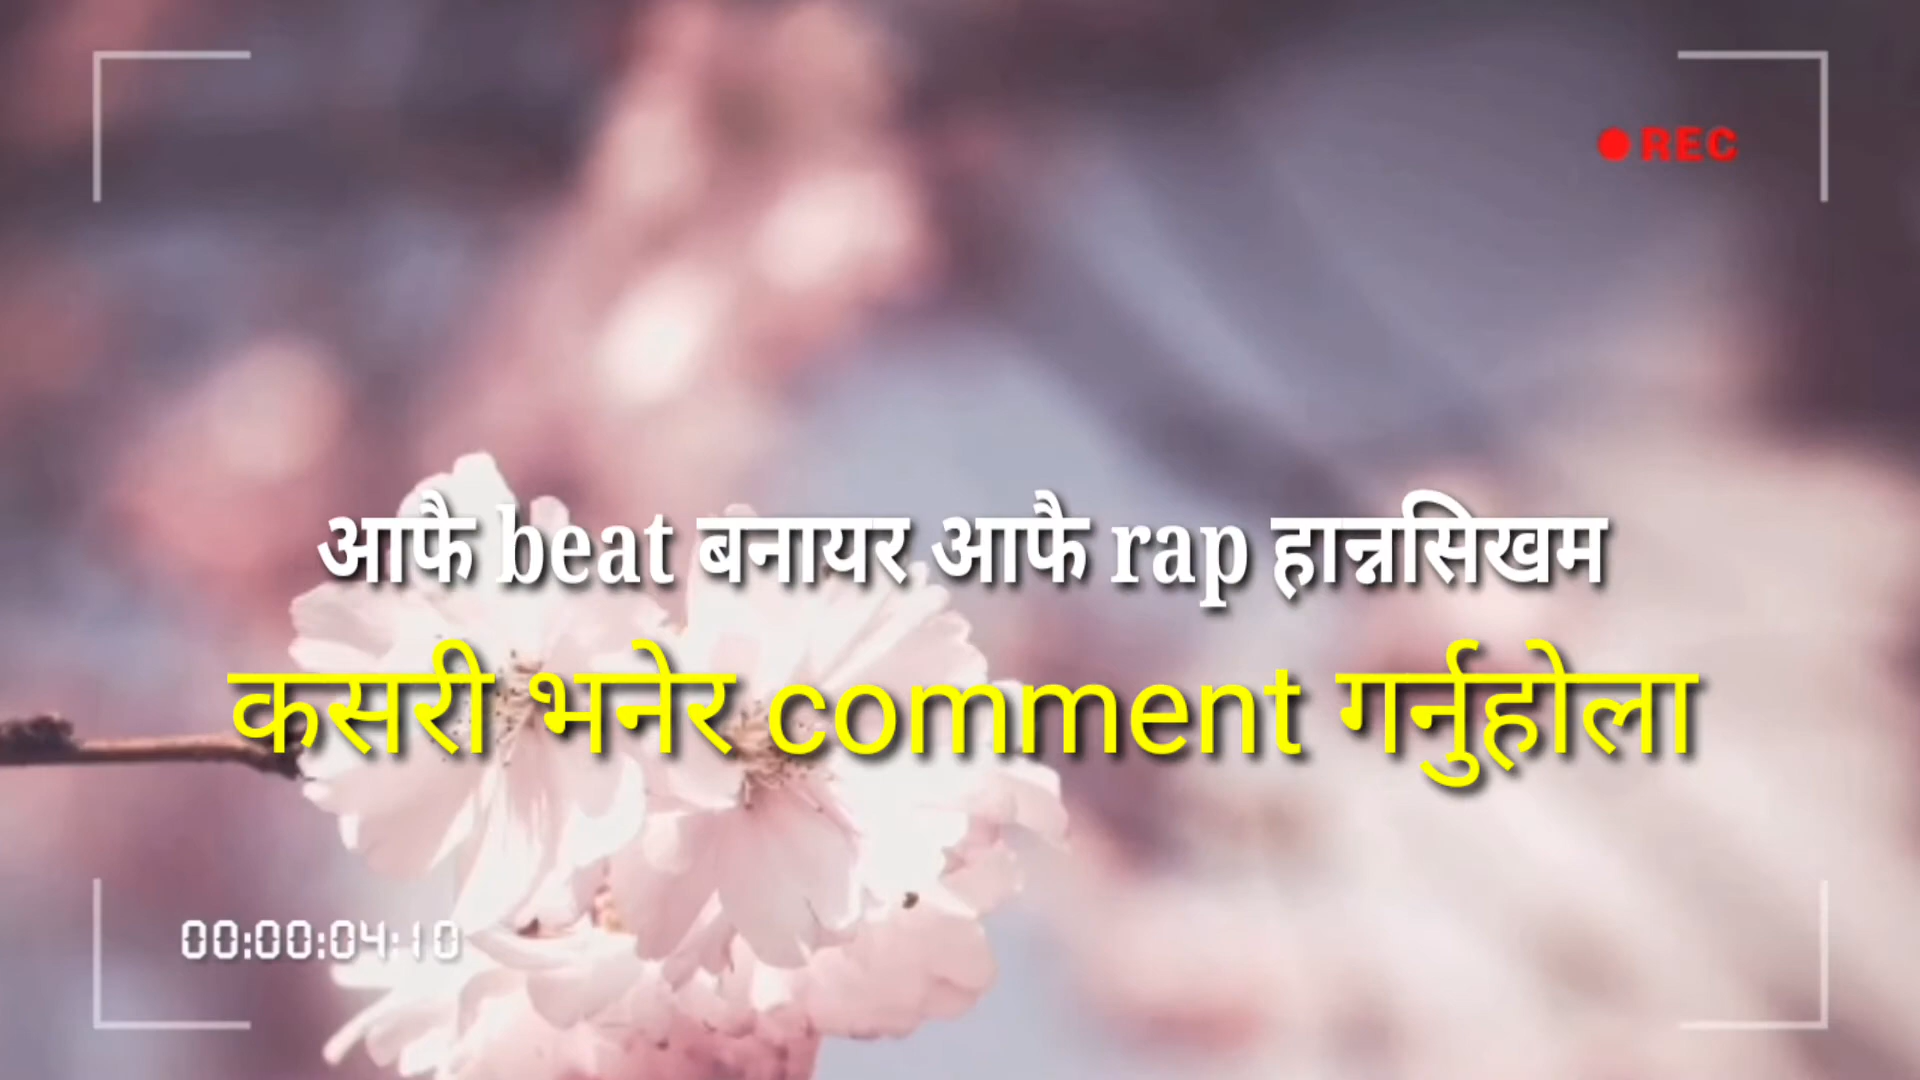 REC
आफै beat बनायर आफै rap हान्नसिखम
कसरी भनेर comment गर्नुहोला
00:00:04:10